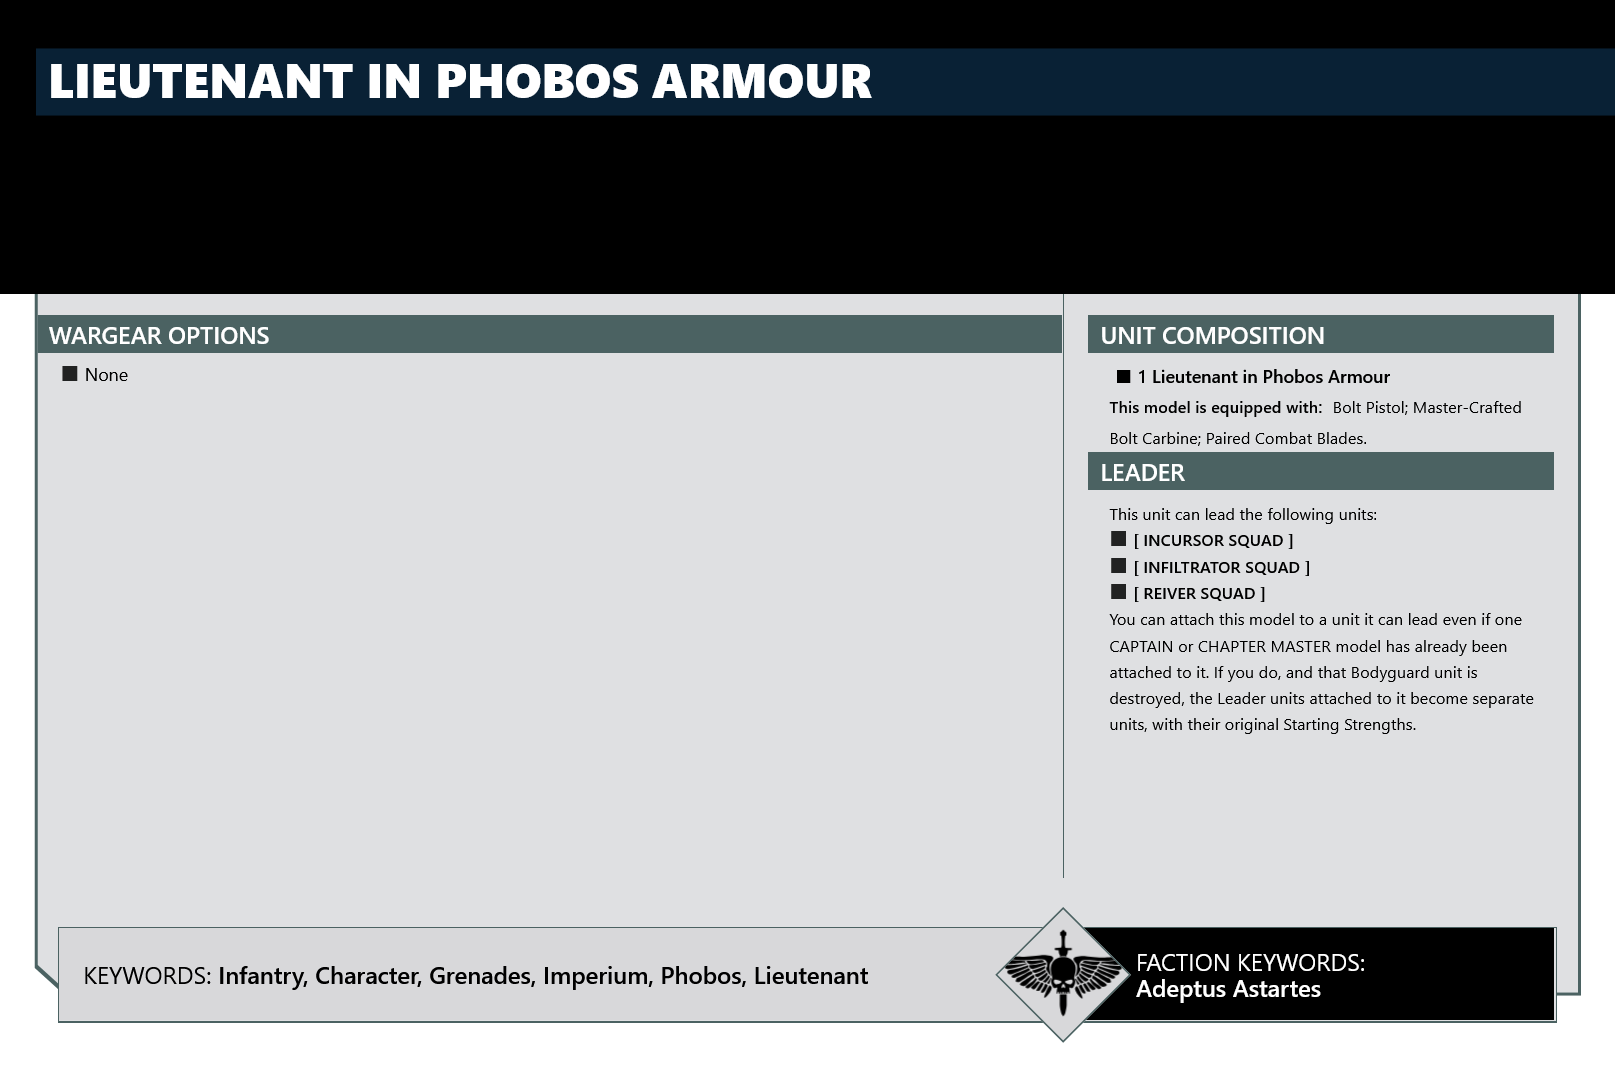 LIEUTENANT IN PHOBOS ARMOUR
WARGEAR OPTIONS
■ None
UNIT COMPOSITION
■ 1 Lieutenant in Phobos Armour
This model is equipped with: Bolt Pistol; Master-Crafted
Bolt Carbine; Paired Combat Blades.
LEADER
This unit can lead the following units:
■ [ INCURSOR SQUAD ]
■ [ INFILTRATOR SQUAD ]
■ [ REIVER SQUAD ]
You can attach this model to a unit it can lead even if one
CAPTAIN or CHAPTER MASTER model has already been
attached to it. If you do, and that Bodyguard unit is
destroyed, the Leader units attached to it become separate
units, with their original Starting Strengths.
KEYWORDS: Infantry, Character, Grenades, Imperium, Phobos, Lieutenant
FACTION KEYWORDS:
Adeptus Astartes